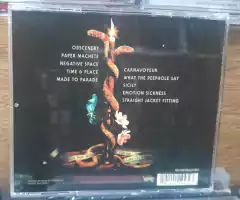 OBSCENERY
PAPER MACHETE
NEGATIVE SPACE
TIME & PLACE
MADE TO PARADE
CARNAVOYEUR
WHAT THE PEEPHOLE SAY
SICILY
EMOTION SICKNESS
STRAIGHT JACKET FITTING